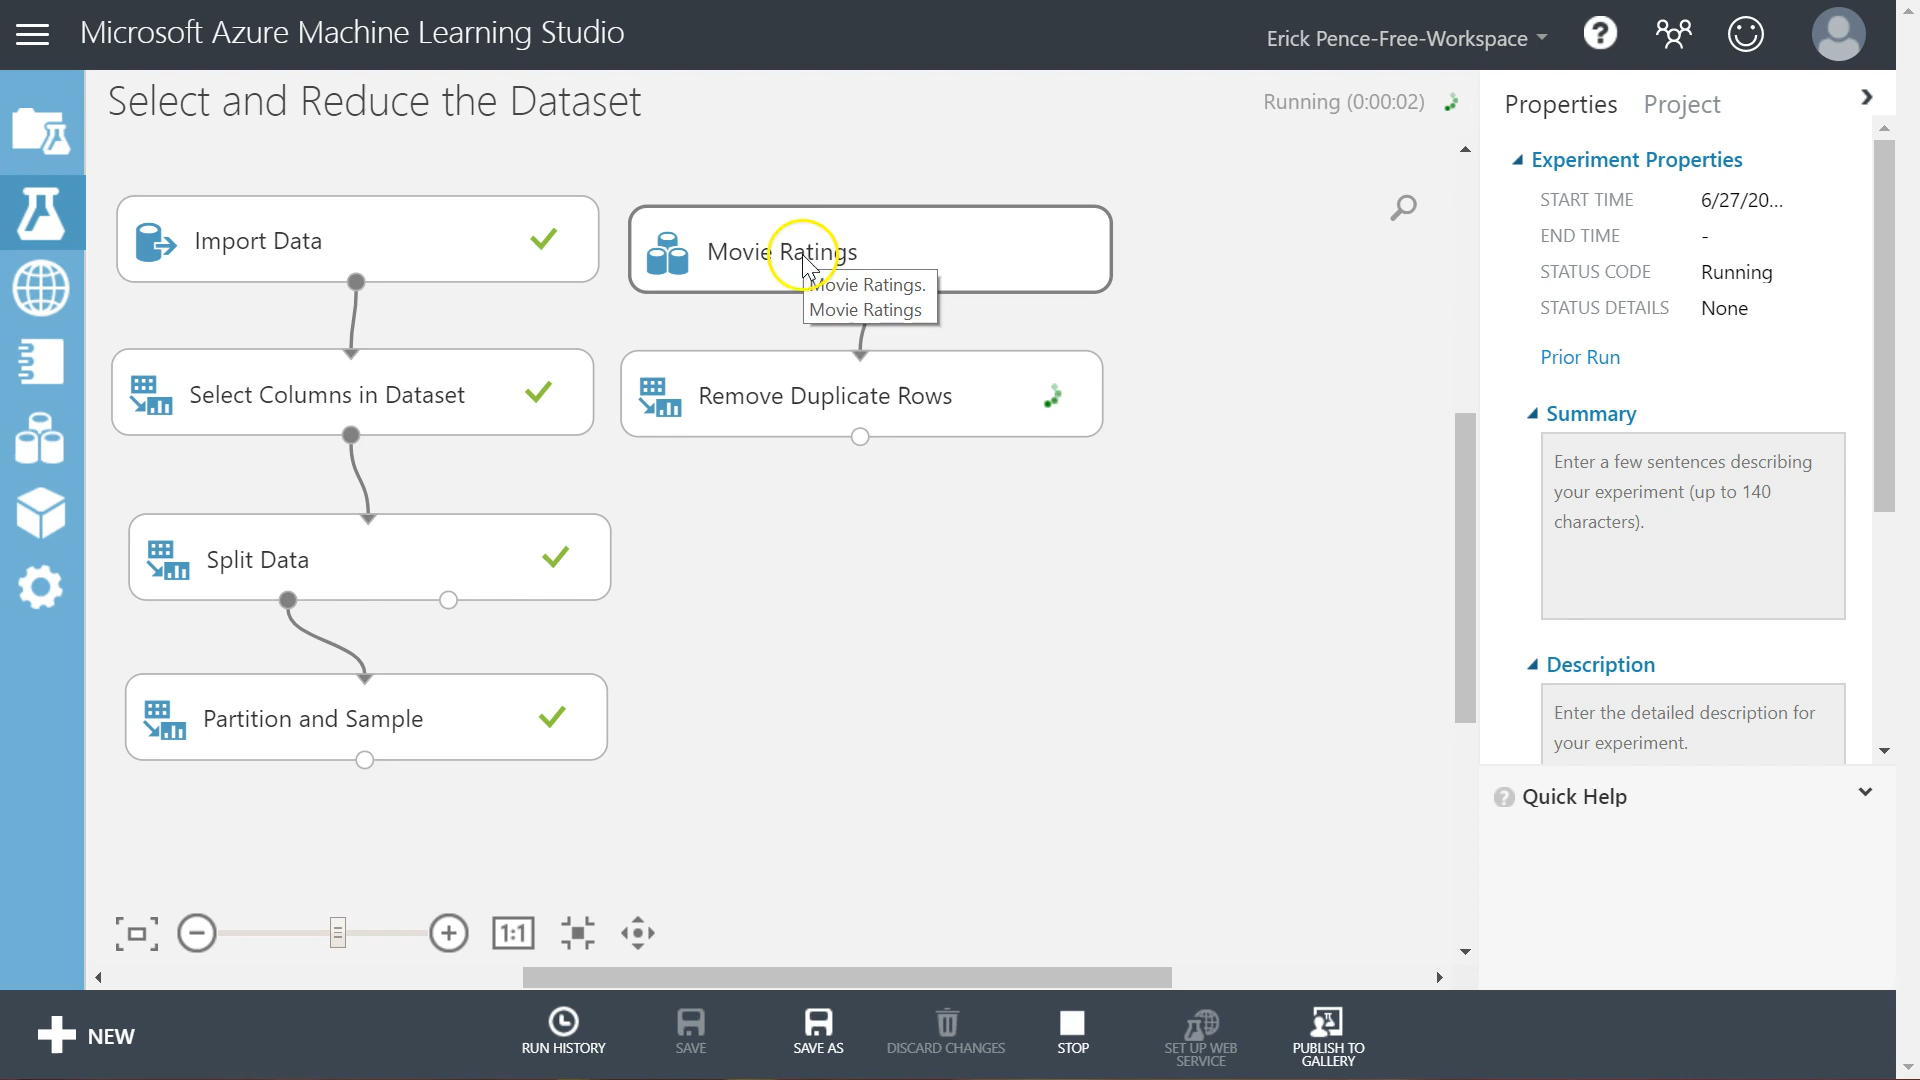 Microsoft Azure Machine Learning Studio
Erick Pence-Free-Workspace
Select and Reduce the Dataset
Running (0:00:02)
Import Data
Movie Ratings
Movie Ratings.
Movie Ratings
Select Columns in Dataset
Remove Duplicate Rows
Split Data
Partition and Sample
1:1
Properties Project
Experiment Properties
START TIME 6/27/20...
END TIME -
STATUS CODE Running
STATUS DETAILS None
Prior Run
Summary
Enter a few sentences describing
your experiment (up to 140
characters).
Description
Enter the detailed description for
your experiment.
? Quick Help
NEW
RUN HISTORY
SAVE
SAVE AS
DISCARD CHANGES
STOP
SET UP WEB
SERVICE
PUBLISH TO
GALLERY